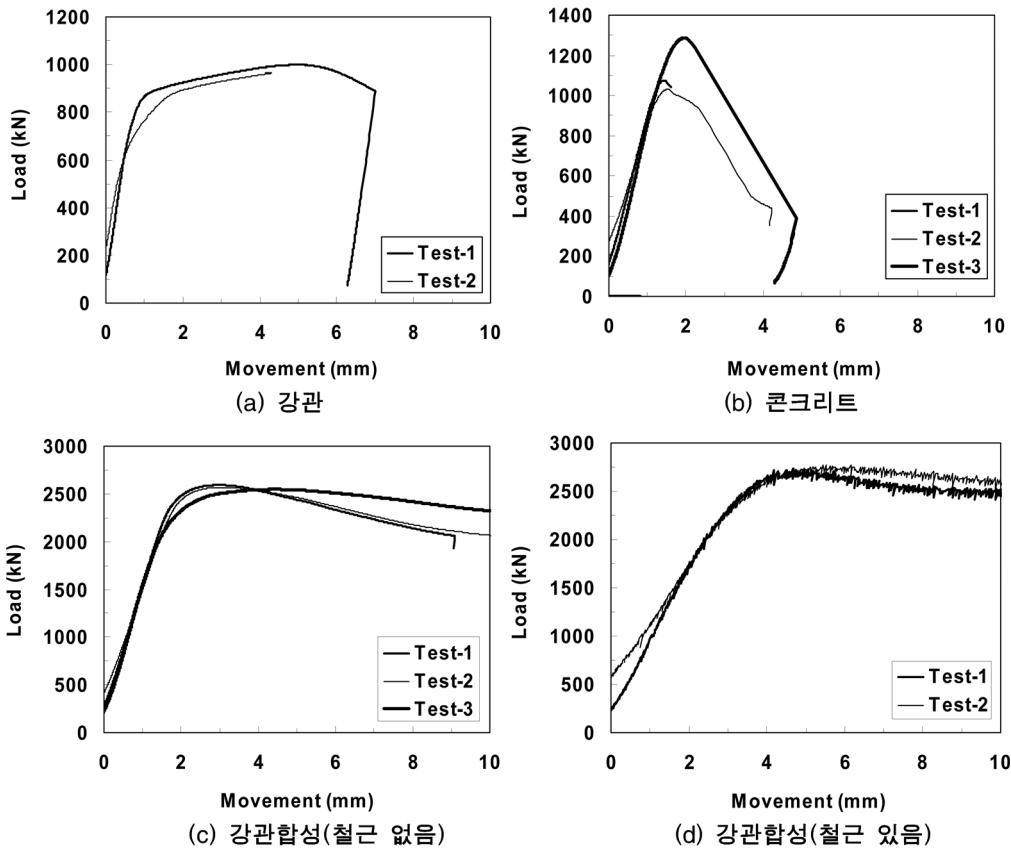 1200
1000
800
600
400
200
0
Load (kN)
0 2 4 6 8 10
Movement (mm)
Test-1
Test-2
(a) 강관
1400
1200
1000
800
600
400
200
0
Load (kN)
0 2 4 6 8 10
Movement (mm)
Test-1
Test-2
Test-3
(b) 콘크리트
3000
2500
2000
1500
1000
500
0
Load (kN)
0 2 4 6 8 10
Movement (mm)
Test-1
Test-2
Test-3
(c) 강관합성(철근 없음)
3000
2500
2000
1500
1000
500
0
Load (kN)
0 2 4 6 8 10
Movement (mm)
Test-1
Test-2
(d) 강관합성(철근 있음)